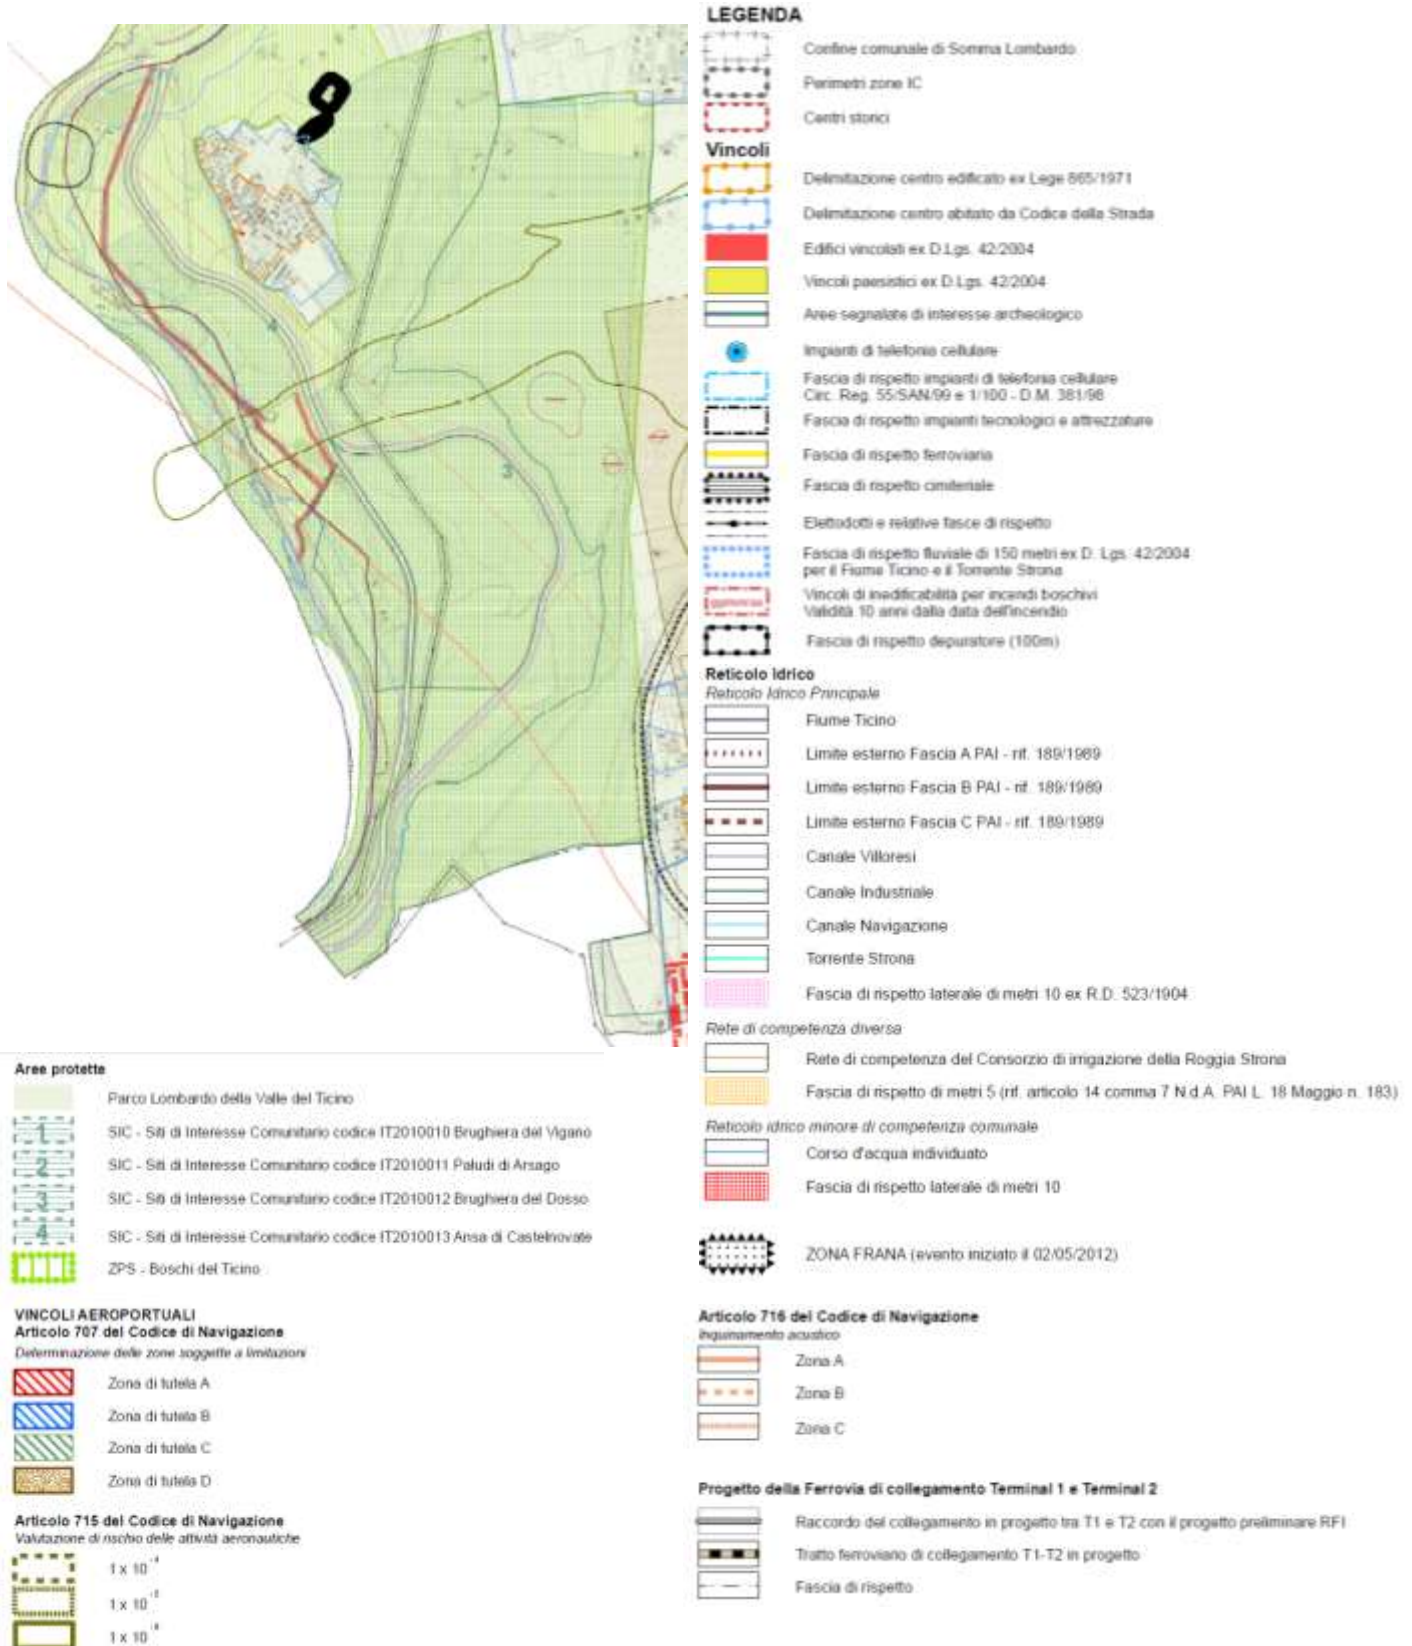 LEGENDA
Confine comunale di Somma Lombardo
Perimetri zone IC
Centri storici
Vincoli
Delimitazione centro edificato ex Lege 865/1971
Delimitazione centro abitato da Codice della Strada
Edifici vincolati ex D.Lgs. 42/2004
Vincoli paesistici ex D.Lgs. 42/2004
Aree segnalate di interesse archeologico
Impianti di telefonia cellulare
Fascia di rispetto impianti di telefonia cellulare
Circ. Reg. 55/SAN/99 e 1/100 - D.M. 381/98
Fascia di rispetto impianti tecnologici e attrezzature
Fascia di rispetto ferroviaria
Fascia di rispetto cimiteriale
Elettodotti e relative fasce di rispetto
Fascia di rispetto fluviale di 150 metri ex D. Lgs. 42/2004
per il Fiume Ticino e il Torrente Strona
Vincoli di inedificabilità per incendi boschivi
Validità 10 anni dalla data dell'incendio
Fascia di rispetto depuratore (100m)
Reticolo Idrico
Reticolo Idrico Principale
Fiume Ticino
Limite esterno Fascia A PAI - rif. 189/1989
Limite esterno Fascia B PAI - rif. 189/1989
Limite esterno Fascia C PAI - rif. 189/1989
Canale Villoresi
Canale Industriale
Canale Navigazione
Torrente Strona
Fascia di rispetto laterale di metri 10 ex R.D. 523/1904
Rete di competenza diversa
Rete di competenza del Consorzio di irrigazione della Roggia Strona
Fascia di rispetto di metri 5 (rif. articolo 14 comma 7 N.d.A. PAI L. 18 Maggio n. 183)
Reticolo idrico minore di competenza comunale
Corso d'acqua individuato
Fascia di rispetto laterale di metri 10
ZONA FRANA (evento iniziato il 02/05/2012)
Aree protette
Parco Lombardo della Valle del Ticino
1 SIC - Siti di Interesse Comunitario codice IT2010010 Brughiera del Vigano
2 SIC - Siti di Interesse Comunitario codice IT2010011 Paludi di Arsago
3 SIC - Siti di Interesse Comunitario codice IT2010012 Brughiera del Dosso
4 SIC - Siti di Interesse Comunitario codice IT2010013 Ansa di Castelnovate
ZPS - Boschi del Ticino
VINCOLI AEROPORTUALI
Articolo 707 del Codice di Navigazione
Determinazione delle zone soggette a limitazioni
Zona di tutela A
Zona di tutela B
Zona di tutela C
Zona di tutela D
Articolo 715 del Codice di Navigazione
Valutazione di rischio delle attività aeronautiche
1 x 10
1 x 10
1 x 10
Articolo 716 del Codice di Navigazione
Inquinamento acustico
Zona A
Zona B
Zona C
Progetto della Ferrovia di collegamento Terminal 1 e Terminal 2
Raccordo del collegamento in progetto tra T1 e T2 con il progetto preliminare RFI
Tratto ferroviario di collegamento T1-T2 in progetto
Fascia di rispetto